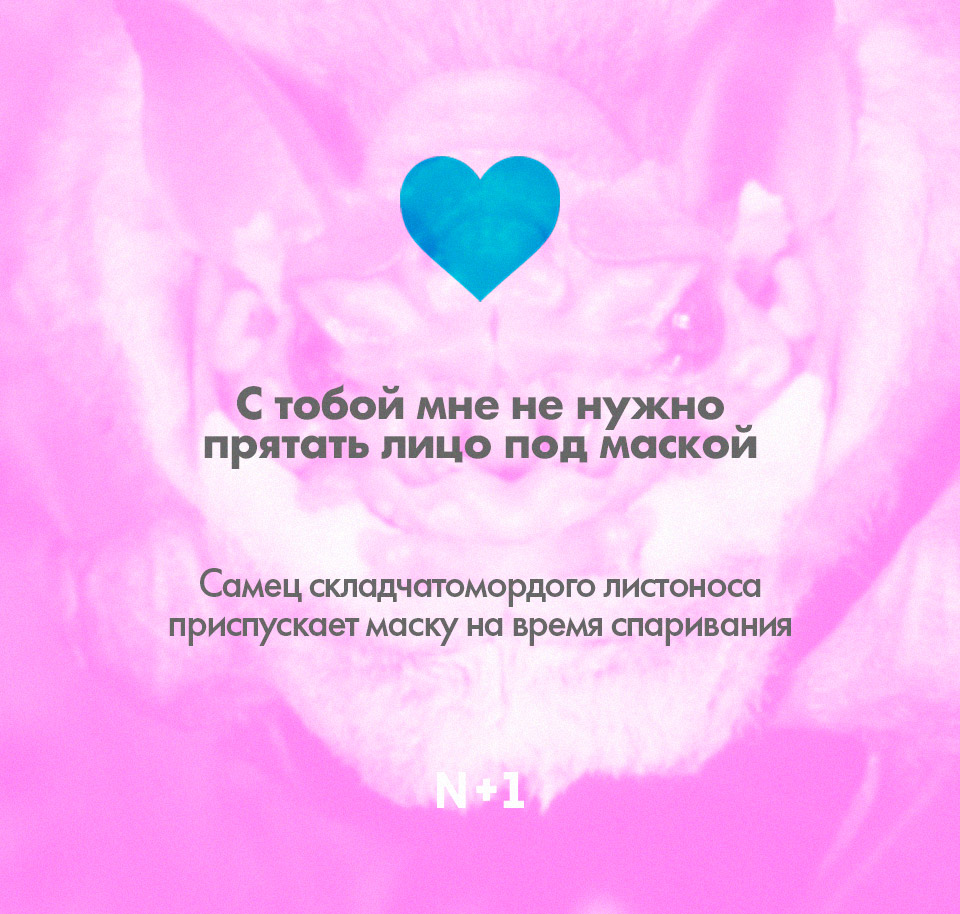 С тобой мне не нужно
прятать лицо под маской
Самец складчатомордого листоноса
приспускает маску на время спаривания
N+1